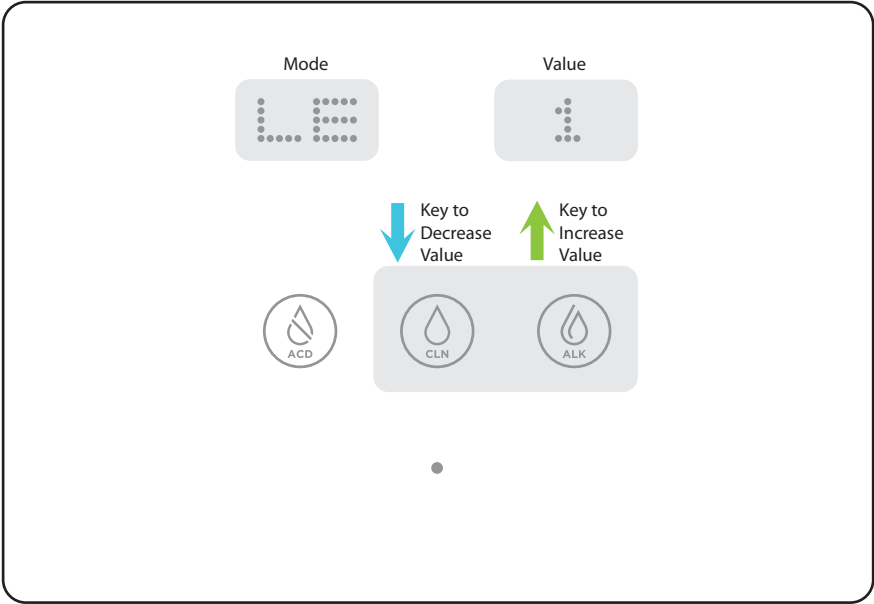 Mode
Value
LE
1
Key to
Decrease
Value
Key to
Increase
Value
ACD
CLN
ALK